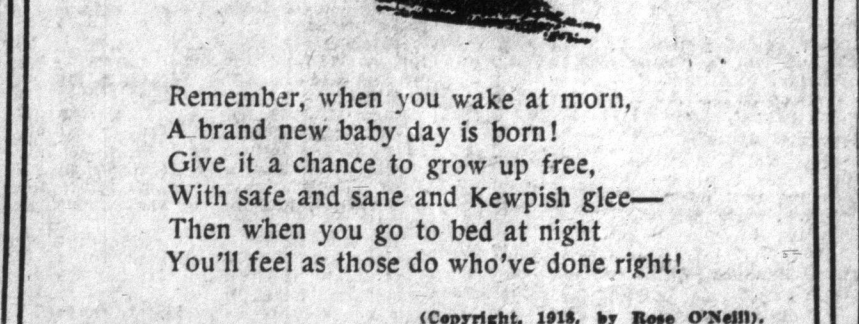 Remember, when you wake at morn,
A brand new baby day is born!
Give it a chance to grow up free,
With safe and sane and Kewpish glee—
Then when you go to bed at night
You'll feel as those do who've done right!
(Copyright, 1918, by Rose O'Neill).